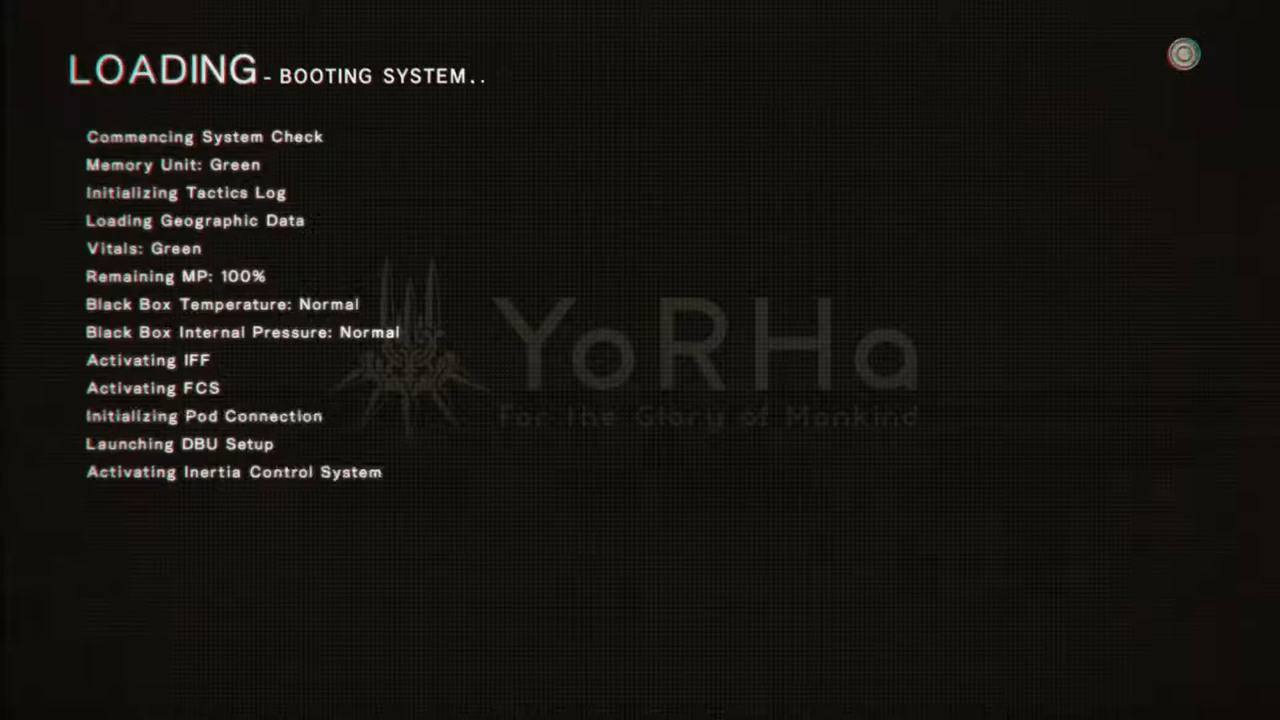 LOADING - BOOTING SYSTEM..
Commencing System Check
Memory Unit: Green
Initializing Tactics Log
Loading Geographic Data
Vitals: Green
Remaining MP: 100%
Black Box Temperature: Normal
Black Box Internal Pressure: Normal
Activating IFF
Activating FCS
Initializing Pod Connection
Launching DBU Setup
Activating Inertia Control System
YoRHa
For the Glory of Mankind